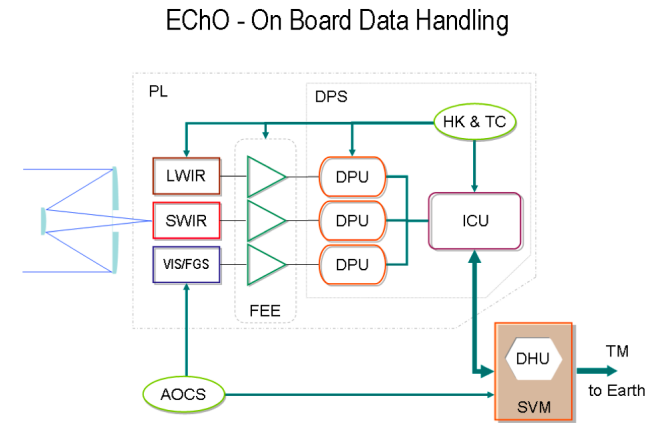 EChO - On Board Data Handling
PL
DPS
HK & TC
LWIR
DPU
SWIR
DPU
ICU
VIS/FGS
DPU
FEE
DHU
TM
to Earth
AOCS
SVM